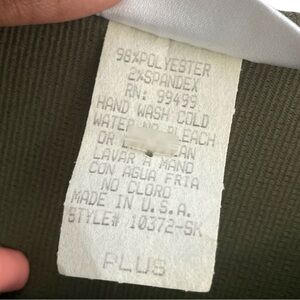 98%POLYESTER
2%SPANDEX
RN: 99499
HAND WASH COLD
WATER NO BLEACH
OR
LAVAR A MANO
CON AGUA FRIA
NO CLORO
MADE IN U.S.A.
STYLE# 10372-SK
PLUS